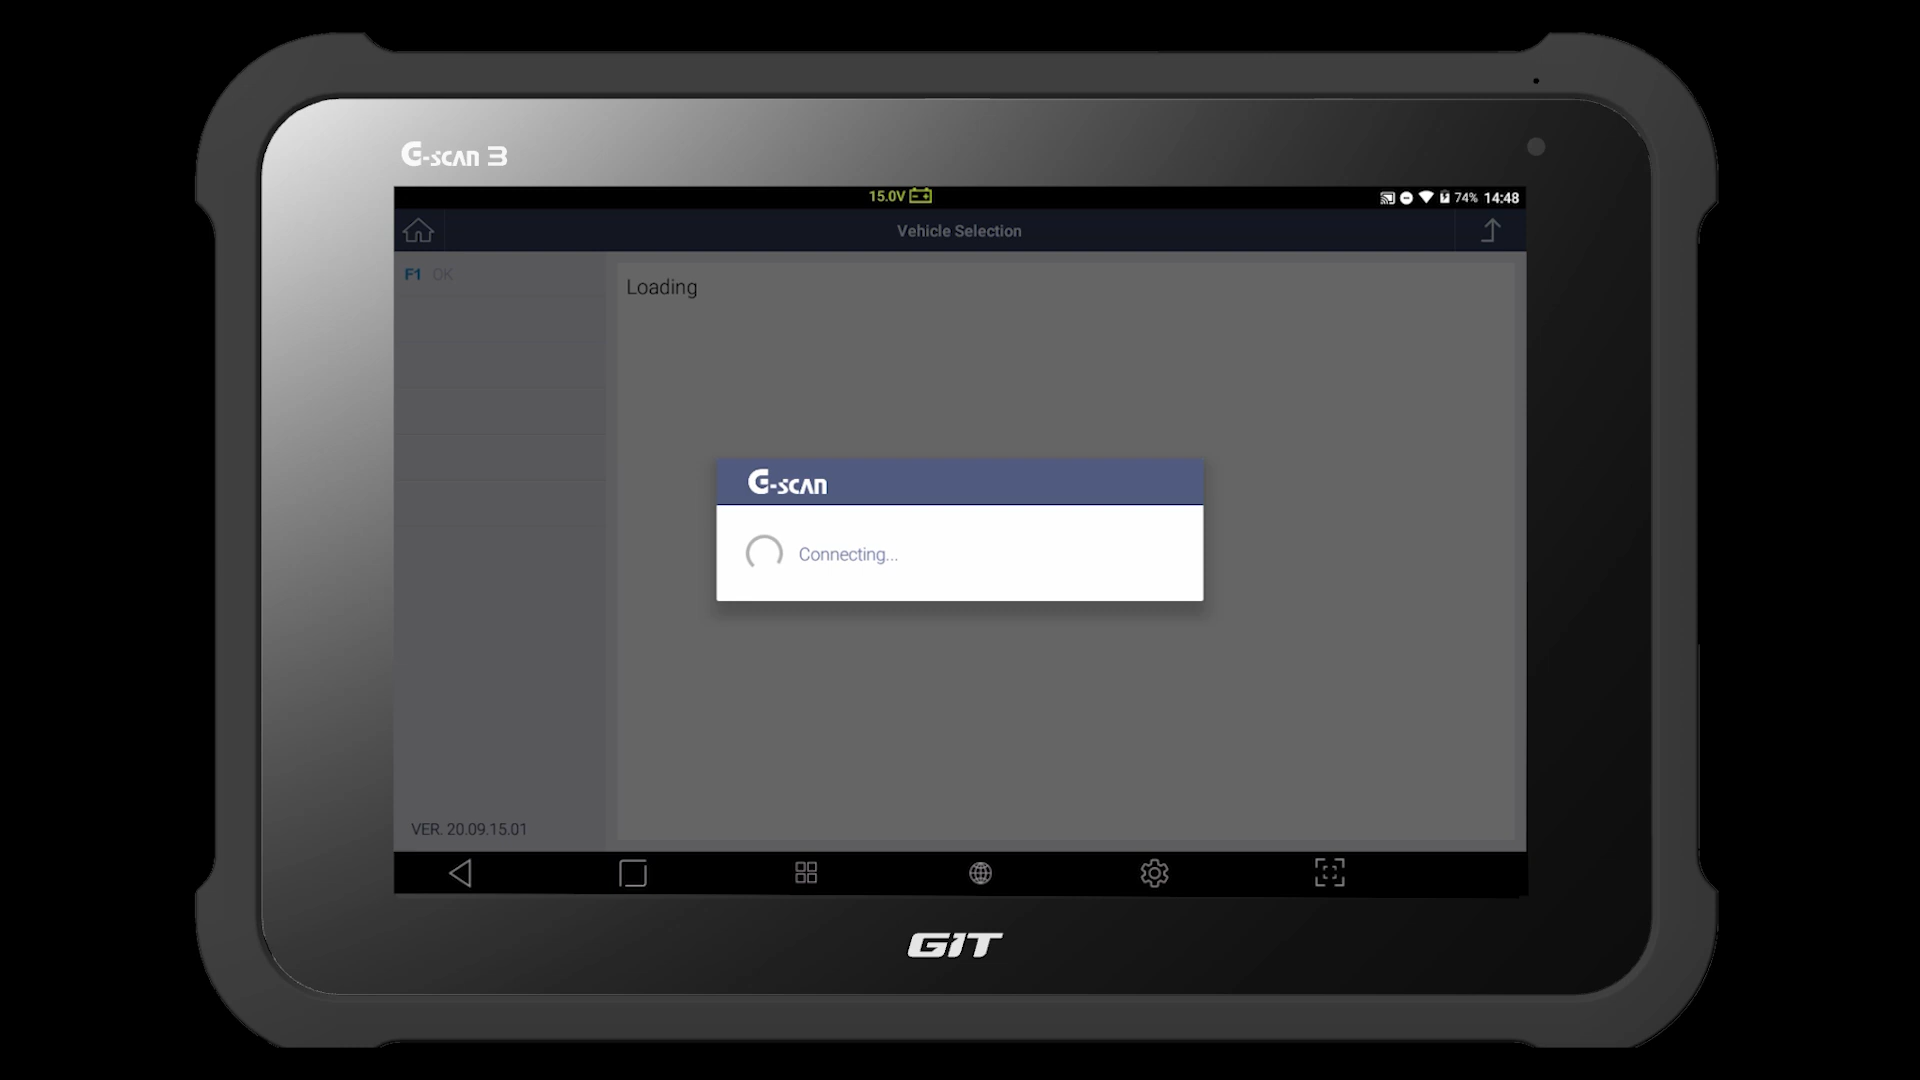 G-SCAN 3
15.0V
74% 14:48
Vehicle Selection
F1 OK
Loading
G-SCAN
Connecting...
VER. 20.09.15.01
GIT